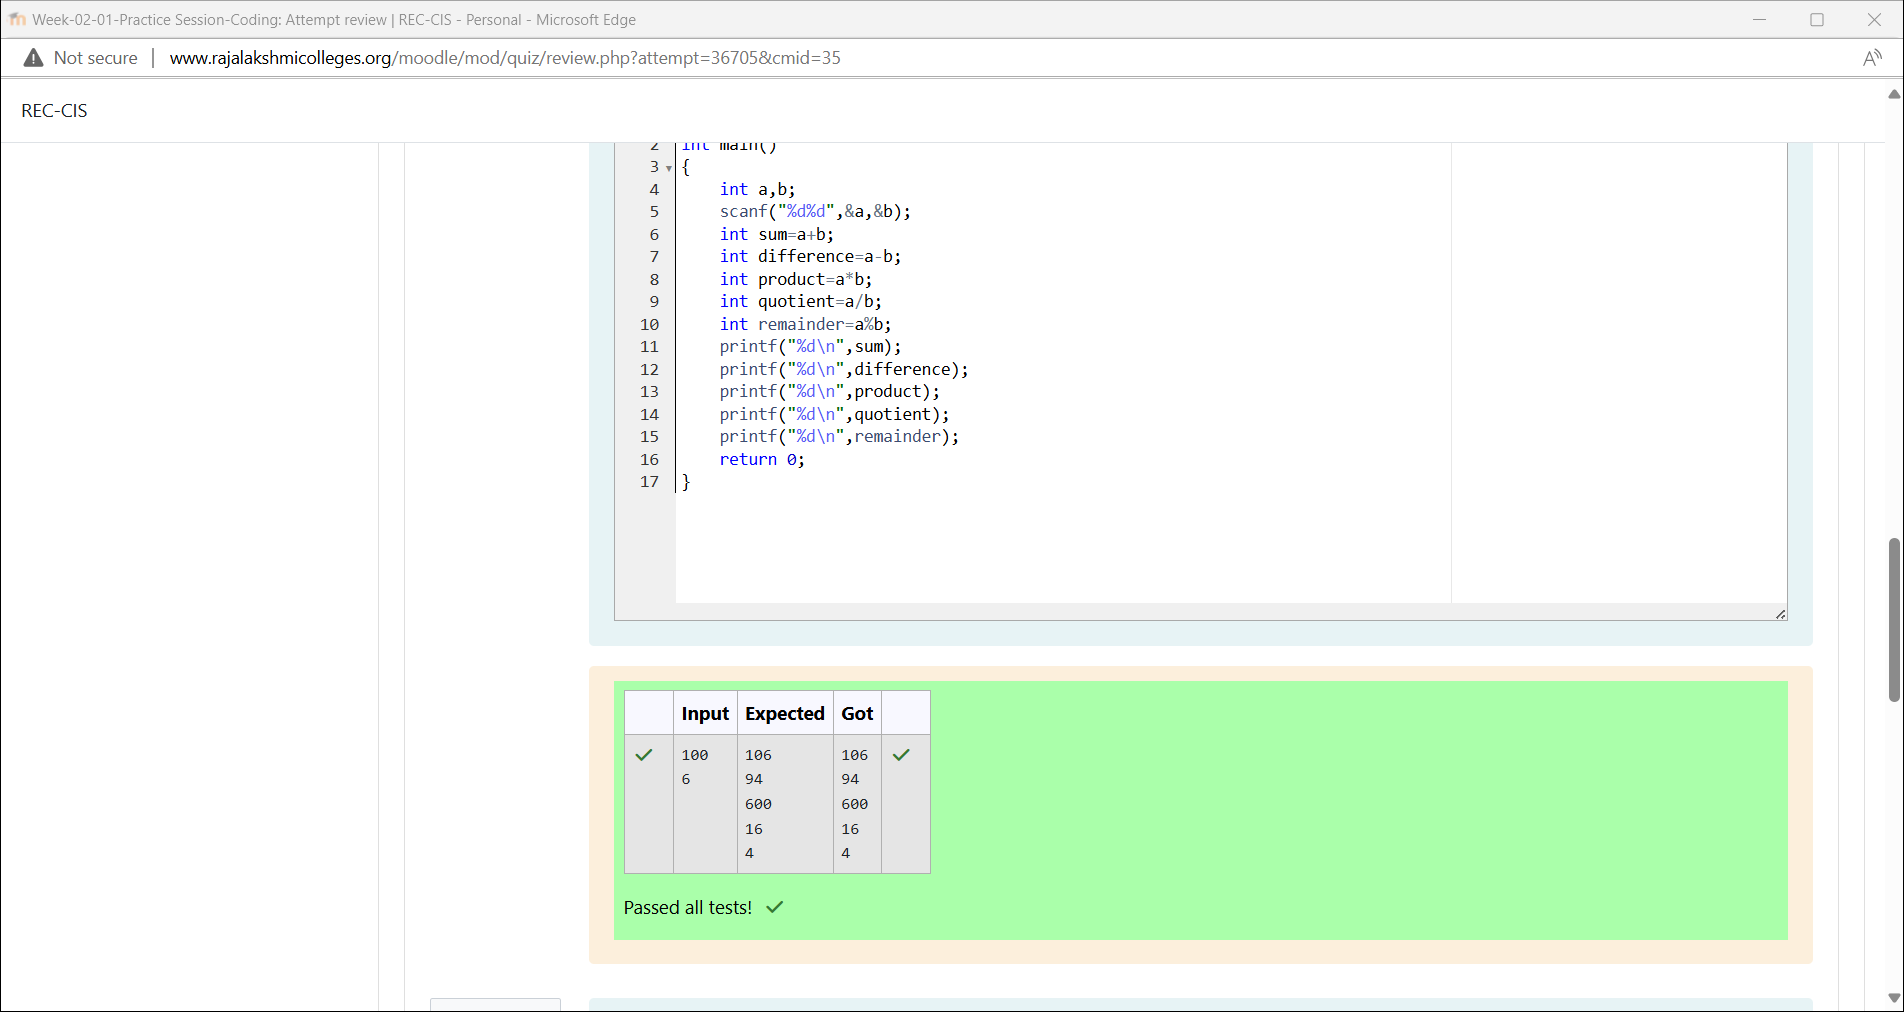 Week-02-01-Practice Session-Coding: Attempt review | REC-CIS - Personal - Microsoft Edge
Not secure | www.rajalakshmicolleges.org/moodle/mod/quiz/review.php?attempt=36705&cmid=35
REC-CIS
2 int main()
3 {
4     int a,b;
5     scanf("%d%d",&a,&b);
6     int sum=a+b;
7     int difference=a-b;
8     int product=a*b;
9     int quotient=a/b;
10     int remainder=a%b;
11     printf("%d\n",sum);
12     printf("%d\n",difference);
13     printf("%d\n",product);
14     printf("%d\n",quotient);
15     printf("%d\n",remainder);
16     return 0;
17 }
Input Expected Got
100 106 106
6 94 94
600 600
16 16
4 4
Passed all tests!